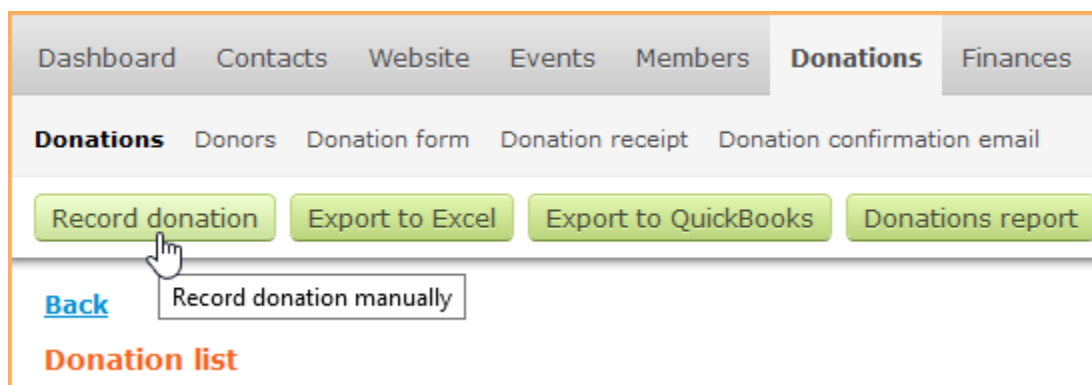 Dashboard Contacts Website Events Members Donations Finances
Donations Donors Donation form Donation receipt Donation confirmation email
Record donation Export to Excel Export to QuickBooks Donations report
Record donation manually
Back
Donation list